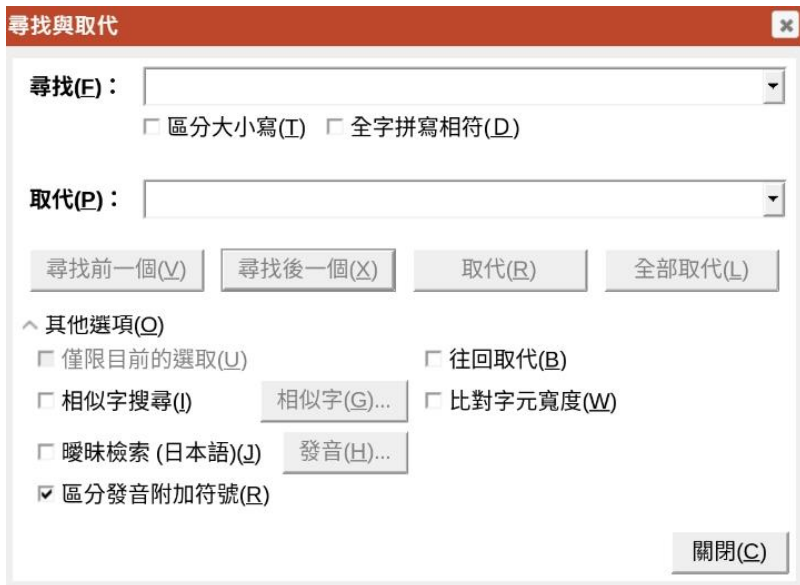 尋找與取代
尋找(F)：
區分大小寫(T) 全字拼寫相符(D)
取代(P)：
尋找前一個(V) 尋找後一個(X) 取代(R) 全部取代(L)
其他選項(O)
僅限目前的選取(U) 往回取代(B)
相似字搜尋(I) 相似字(G)... 比對字元寬度(W)
曖昧檢索 (日本語)(J) 發音(H)...
區分發音附加符號(R)
關閉(C)